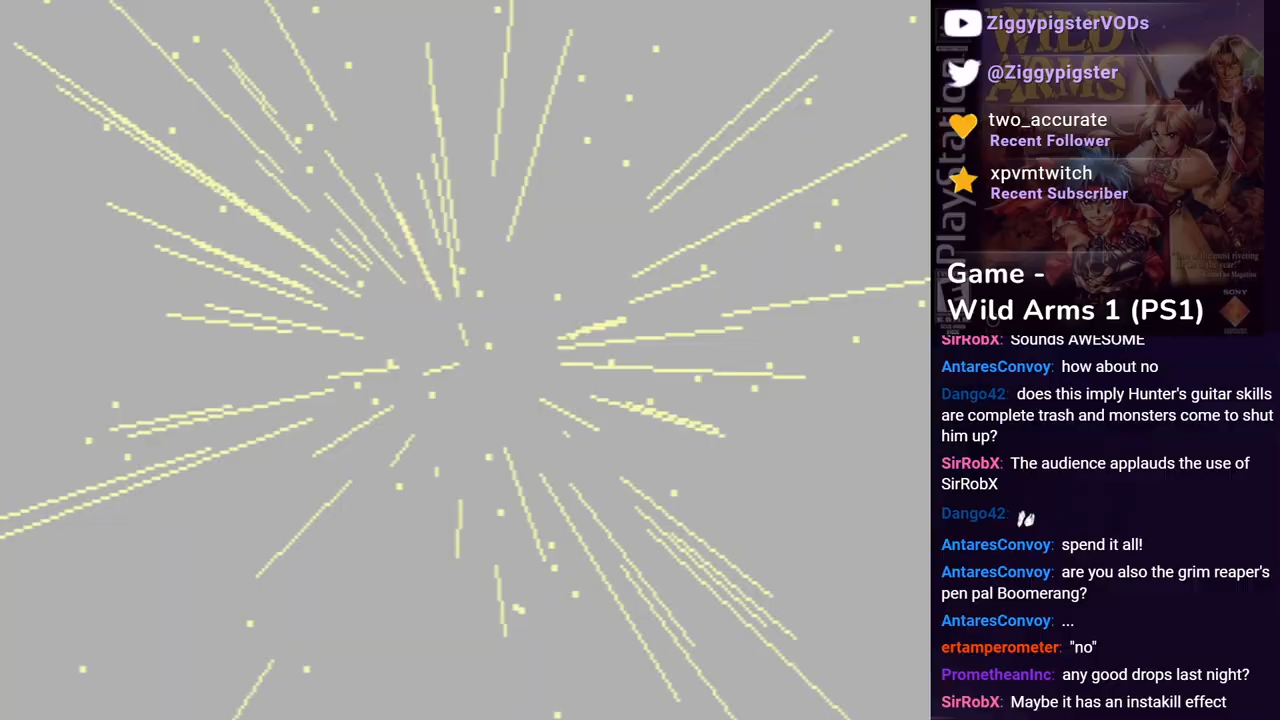 ZiggypigsterVODs
@Ziggypigster
two_accurate
Recent Follower
xpvmtwitch
Recent Subscriber
WILD
ARMS
PlayStation
SONY
Game -
Wild Arms 1 (PS1)
SirRobX: Sounds AWESOME
AntaresConvoy: how about no
Dango42: does this imply Hunter's guitar skills
are complete trash and monsters come to shut
him up?
SirRobX: The audience applauds the use of
SirRobX
Dango42:
AntaresConvoy: spend it all!
AntaresConvoy: are you also the grim reaper's
pen pal Boomerang?
AntaresConvoy: ...
ertamperometer: "no"
PrometheanInc: any good drops last night?
SirRobX: Maybe it has an instakill effect